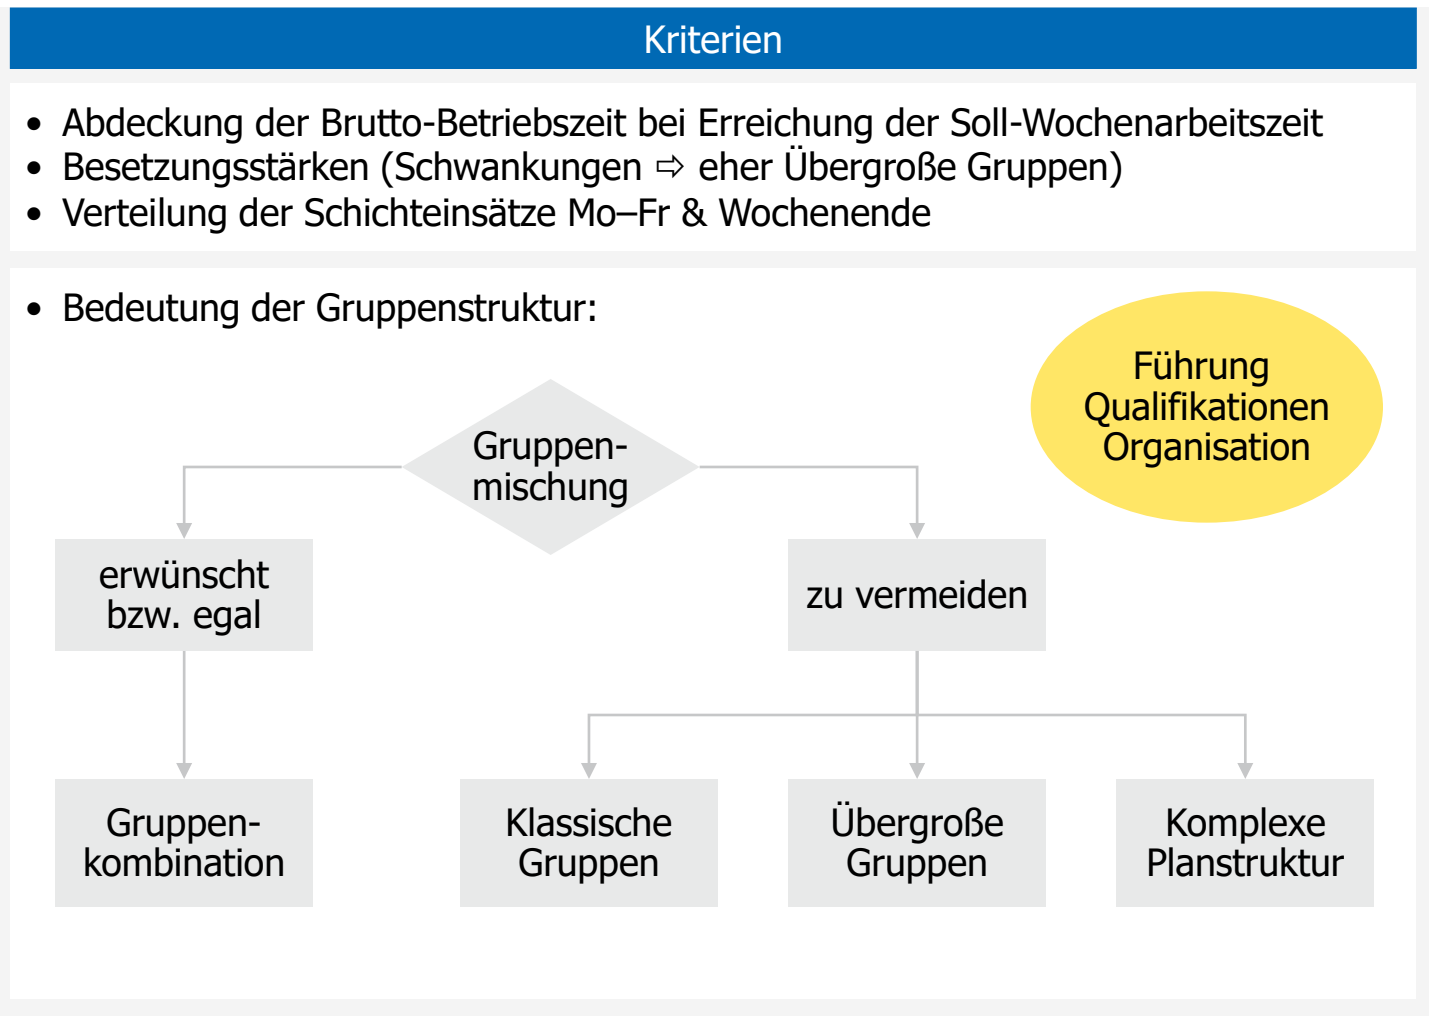 Kriterien
• Abdeckung der Brutto-Betriebszeit bei Erreichung der Soll-Wochenarbeitszeit
• Besetzungsstärken (Schwankungen ⇨ eher Übergroße Gruppen)
• Verteilung der Schichteinsätze Mo–Fr & Wochenende
• Bedeutung der Gruppenstruktur:
Führung
Qualifikationen
Organisation
Gruppen-
mischung
erwünscht
bzw. egal
zu vermeiden
Gruppen-
kombination
Klassische
Gruppen
Übergroße
Gruppen
Komplexe
Planstruktur